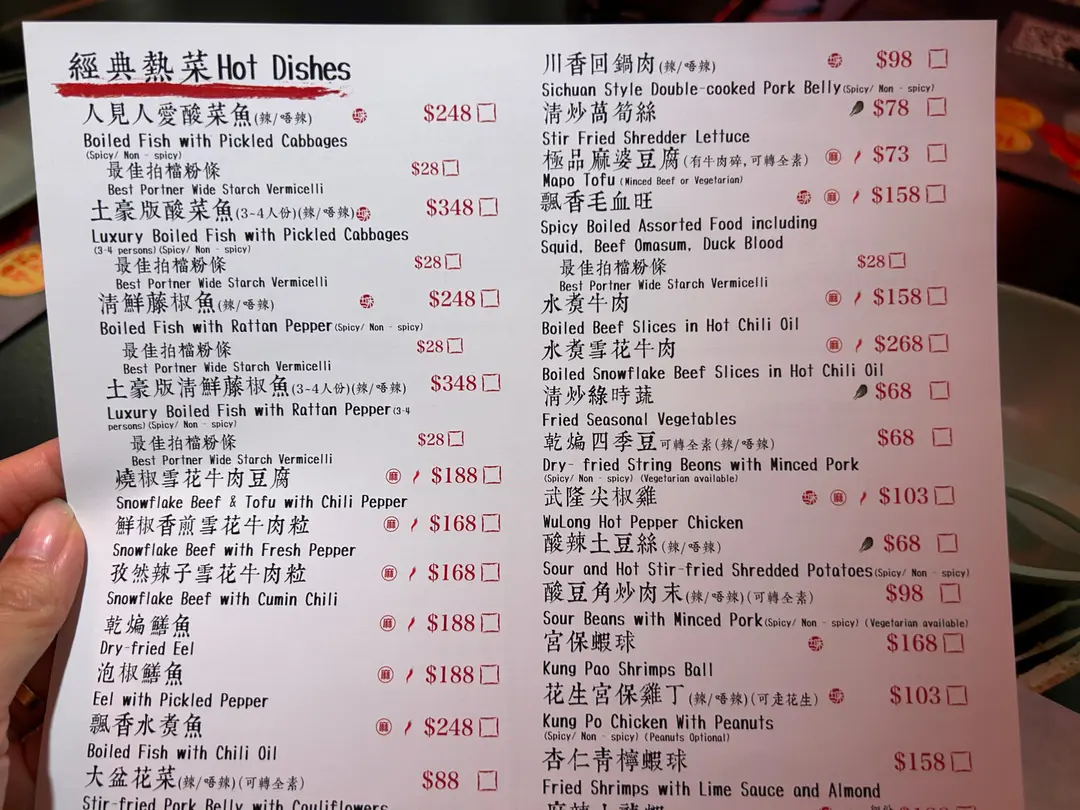 經典熱菜Hot Dishes
人見人愛酸菜魚(辣/唔辣) $248
Boiled Fish with Pickled Cabbages
(Spicy/ Non - spicy)
最佳拍檔粉條 $28
Best Portner Wide Starch Vermicelli
土豪版酸菜魚(3-4人份)(辣/唔辣) $348
Luxury Boiled Fish with Pickled Cabbages
(3-4 persons)(Spicy/ Non - spicy)
最佳拍檔粉條 $28
Best Portner Wide Starch Vermicelli
清鮮藤椒魚(辣/唔辣) $248
Boiled Fish with Rattan Pepper(Spicy/ Non - spicy)
最佳拍檔粉條 $28
Best Portner Wide Starch Vermicelli
土豪版清鮮藤椒魚(3-4人份)(辣/唔辣) $348
Luxury Boiled Fish with Rattan Pepper(3-4
persons)(Spicy/ Non - spicy)
最佳拍檔粉條 $28
Best Portner Wide Starch Vermicelli
燒椒雪花牛肉豆腐 麻 $188
Snowflake Beef & Tofu with Chili Pepper
鮮椒香煎雪花牛肉粒 麻 $168
Snowflake Beef with Fresh Pepper
孜然辣子雪花牛肉粒 麻 $168
Snowflake Beef with Cumin Chili
乾煸鱔魚 麻 $188
Dry-fried Eel
泡椒鱔魚 麻 $188
Eel with Pickled Pepper
飄香水煮魚 麻 $248
Boiled Fish with Chili Oil
大盆花菜(辣/唔辣)(可轉全素) $88
Stir-fried Pork Belly with Couliflowers
川香回鍋肉(辣/唔辣) $98
Sichuan Style Double-cooked Pork Belly(Spicy/ Non - spicy)
清炒萵筍絲 $78
Stir Fried Shredder Lettuce
極品麻婆豆腐(有牛肉碎,可轉全素) 麻 $73
Mapo Tofu (Minced Beef or Vegetarian)
飄香毛血旺 麻 $158
Spicy Boiled Assorted Food including
Squid, Beef Omasum, Duck Blood
最佳拍檔粉條 $28
Best Portner Wide Starch Vermicelli
水煮牛肉 麻 $158
Boiled Beef Slices in Hot Chili Oil
水煮雪花牛肉 麻 $268
Boiled Snowflake Beef Slices in Hot Chili Oil
清炒綠時蔬 $68
Fried Seasonal Vegetables
乾煸四季豆可轉全素(辣/唔辣) $68
Dry- fried String Beons with Minced Pork
(Spicy/ Non - spicy) (Vegetarian available)
武隆尖椒雞 麻 $103
WuLong Hot Pepper Chicken
酸辣土豆絲(辣/唔辣) $68
Sour and Hot Stir-fried Shredded Potatoes(Spicy/ Non - spicy)
酸豆角炒肉末(辣/唔辣)(可轉全素) $98
Sour Beans with Minced Pork(Spicy/ Non - spicy) (Vegetarian available)
宮保蝦球 $168
Kung Pao Shrimps Ball
花生宮保雞丁(辣/唔辣)(可走花生) $103
Kung Po Chicken With Peanuts
(Spicy/ Non - spicy) (Peanuts Optional)
杏仁青檸蝦球 $158
Fried Shrimps with Lime Sauce and Almond